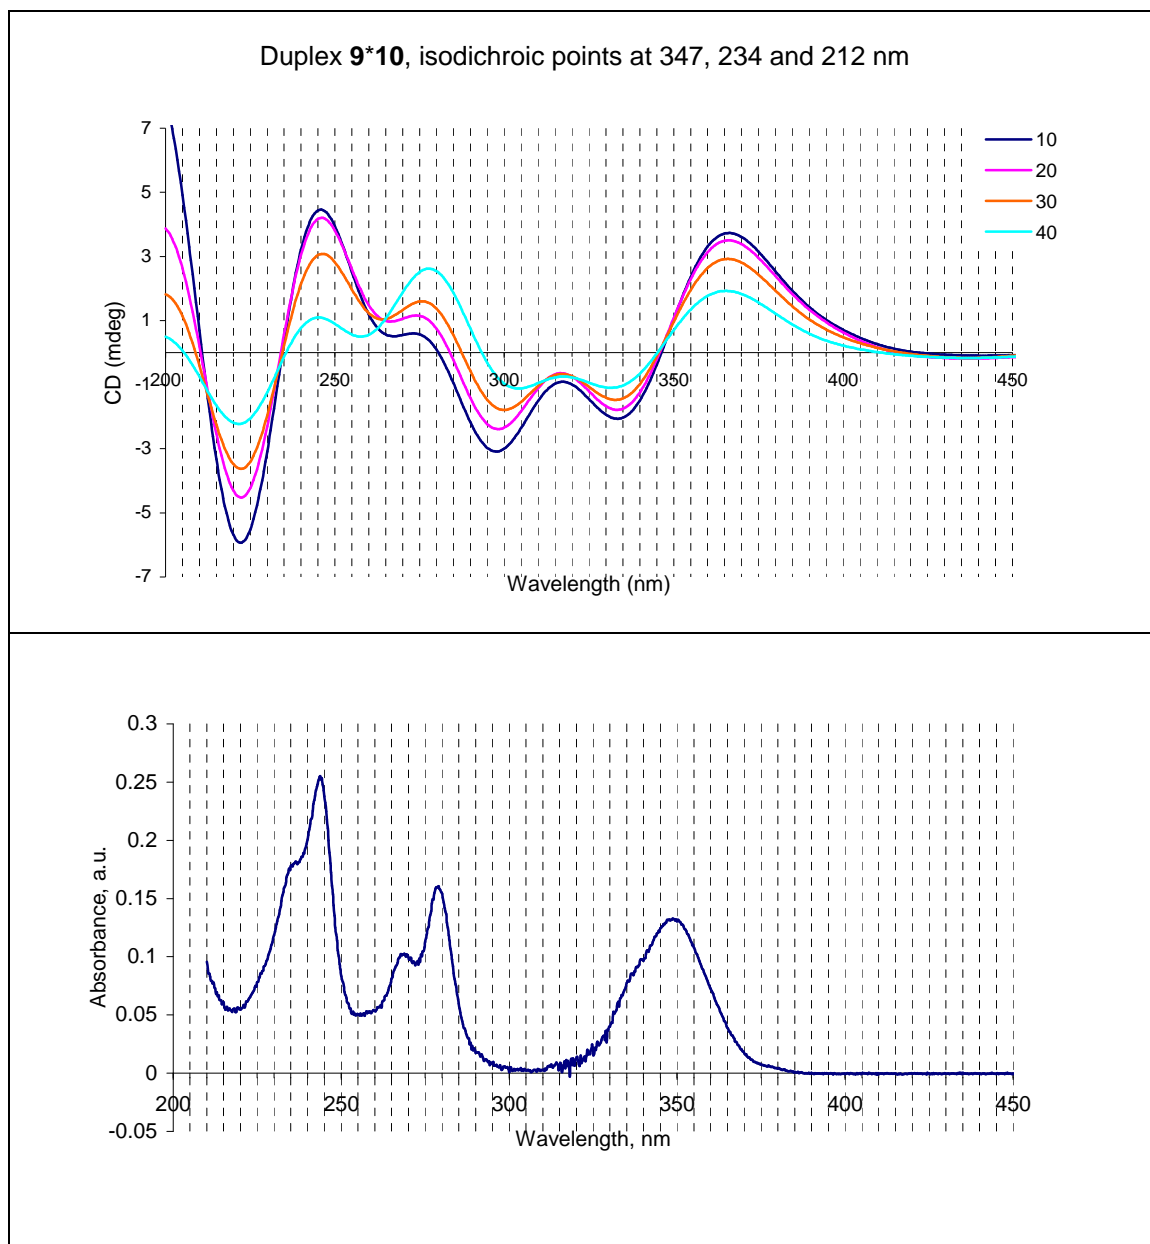 Duplex 9*10, isodichroic points at 347, 234 and 212 nm
7
5
3
1
-1
-3
-5
-7
200 250 300 350 400 450
CD (mdeg)
Wavelength (nm)
10
20
30
40
0.3
0.25
0.2
0.15
0.1
0.05
0
-0.05
200 250 300 350 400 450
Absorbance, a.u.
Wavelength, nm